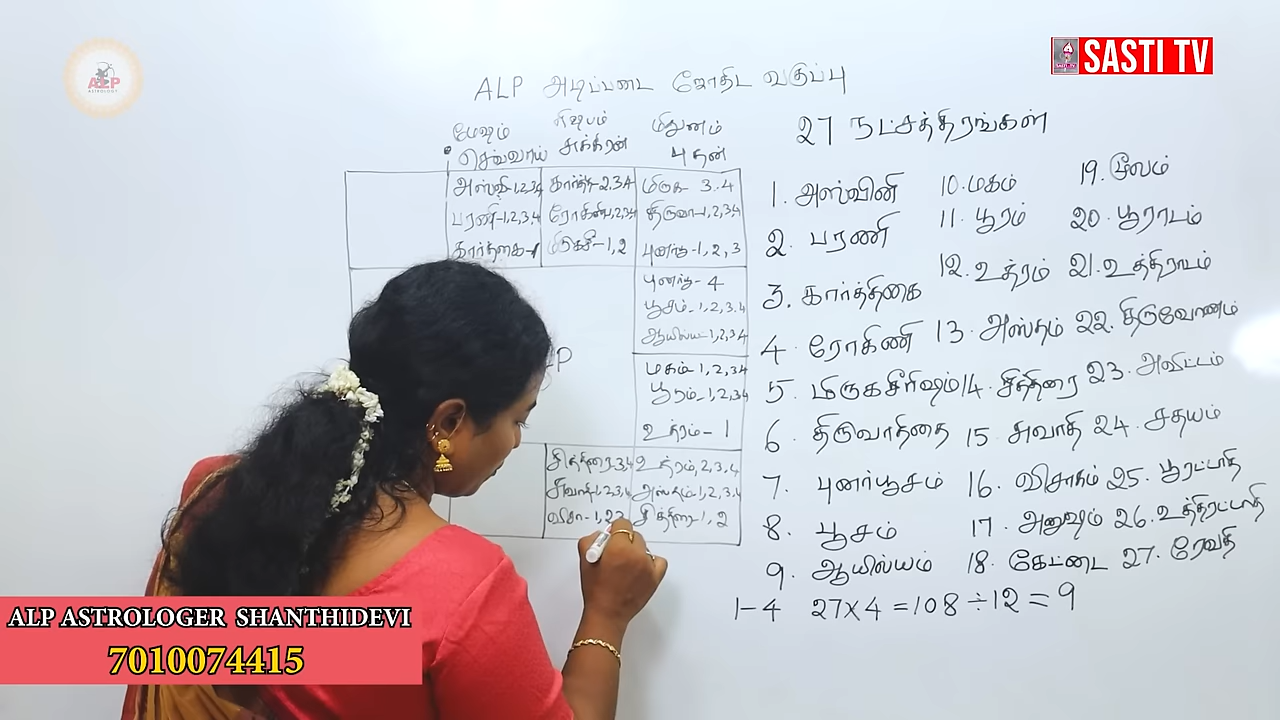 ALP ASTROLOGY
SASTI TV
ALP அடிப்படை ஜோதிட வகுப்பு
மேஷம் ரிஷபம் மிதுனம்
செவ்வாய் சுக்கிரன் புதன்
27 நட்சத்திரங்கள்
அஸ்வி-1,2,3,4 கார்த்தி-2,3,4 மிருக 3.4
பரணி-1,2,3,4 ரோகிணி-1,2,3,4 திருவா-1,2,3,4
கார்த்திகை-1 மிருகசீ-1,2 புனர்பூ-1,2,3
புனர்பூ-4
பூசம்-1,2,3.4
ஆயில்ய-1,2,3,4
மகம்-1,2,3,4
பூரம்-1,2,3,4
உத்ரம்-1
சித்திரை-3,4 உத்ரம்,2,3,4
சுவாதி-1,2,3,4 அஸ்தம்-1,2,3,4
விசா-1,2,3 சித்திரை-1,2
1. அஸ்வினி 10.மகம் 19.மூலம்
2. பரணி 11. பூரம் 20. பூராடம்
3. கார்த்திகை 12. உத்ரம் 21. உத்திராடம்
4. ரோகிணி 13. அஸ்தம் 22. திருவோணம்
5. மிருகசீரிஷம் 14. சித்திரை 23. அவிட்டம்
6. திருவாதிரை 15. சுவாதி 24. சதயம்
7. புனர்பூசம் 16. விசாகம் 25. பூரட்டாதி
8. பூசம் 17. அனுஷம் 26. உத்திரட்டாதி
9. ஆயில்யம் 18. கேட்டை 27. ரேவதி
1-4 27×4=108÷12=9
ALP ASTROLOGER SHANTHIDEVI
7010074415